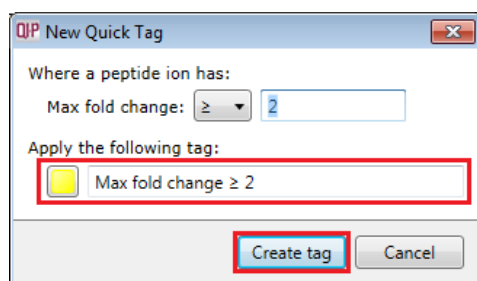 QIP New Quick Tag
Where a peptide ion has:
Max fold change: ≥ 2
Apply the following tag:
Max fold change ≥ 2
Create tag Cancel